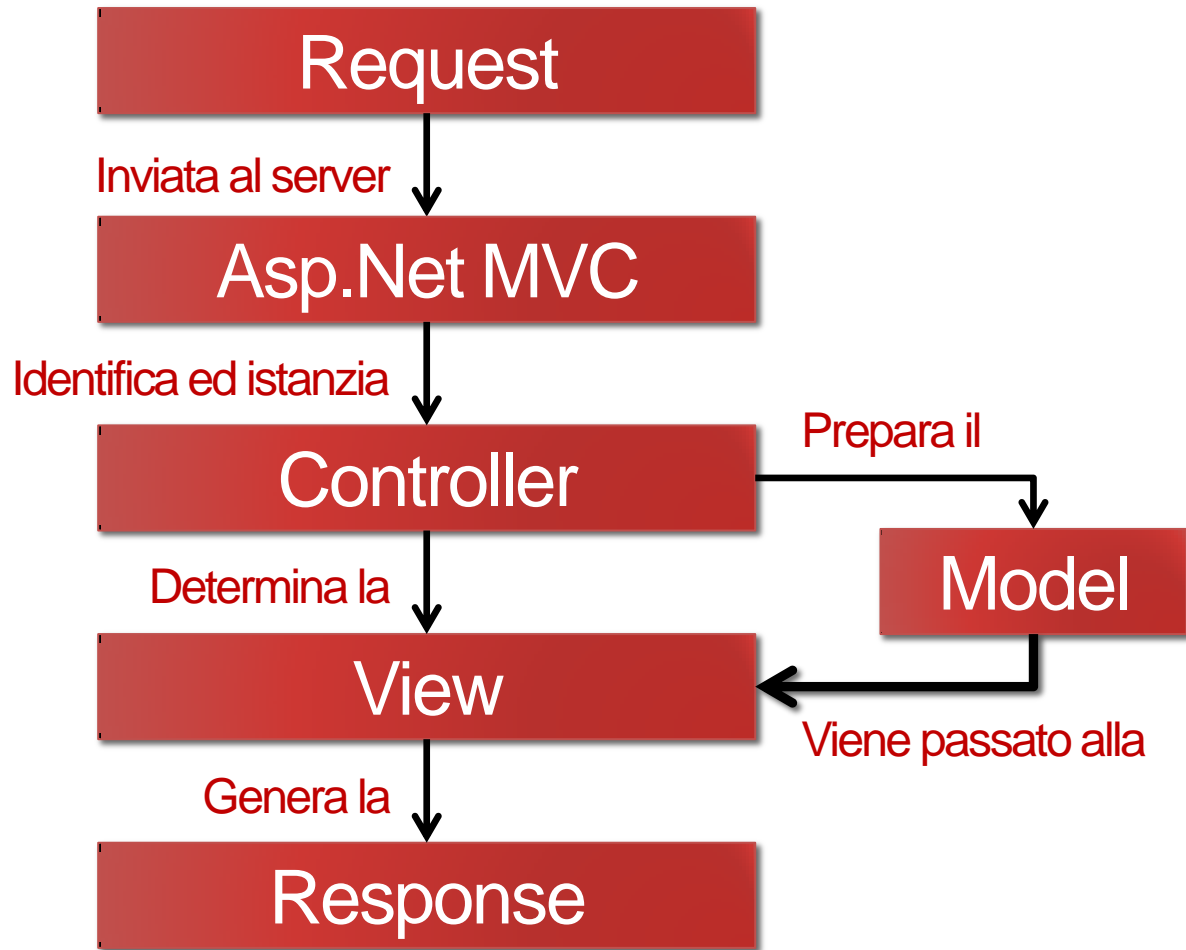 Request
Inviata al server
Asp.Net MVC
Identifica ed istanzia
Controller
Prepara il
Determina la
Model
View
Viene passato alla
Genera la
Response